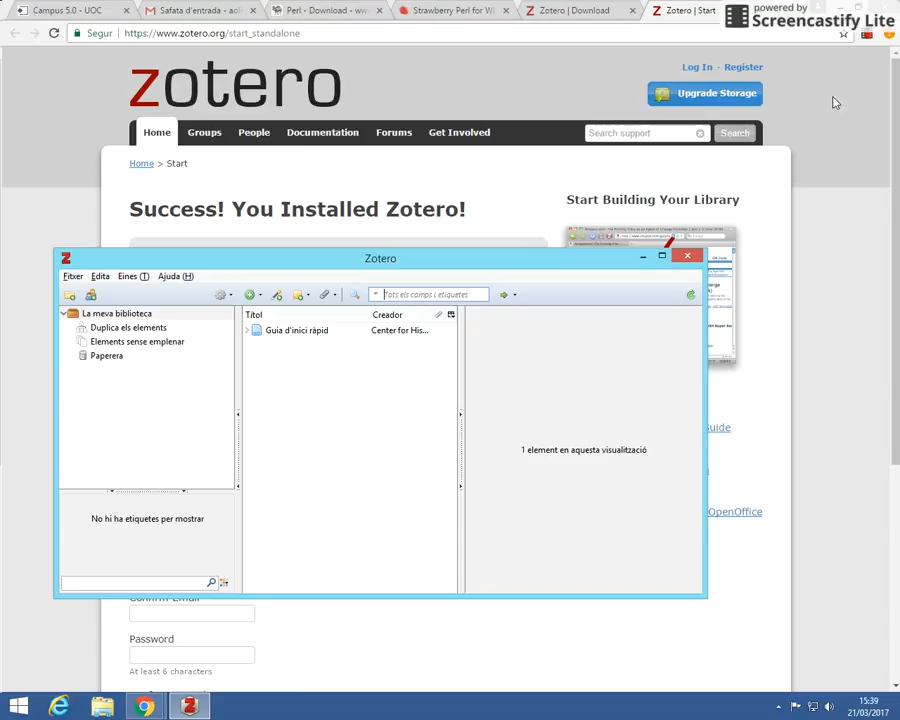 Campus 5.0 - UOC
Safata d'entrada - aol
Perl - Download - ww
Strawberry Perl for Wi
Zotero | Download
Zotero | Start
powered by
Screencastify Lite
Segur
https://www.zotero.org/start_standalone
zotero
Log In · Register
Upgrade Storage
Home
Groups
People
Documentation
Forums
Get Involved
Search support
Search
Home > Start
Success! You Installed Zotero!
Start Building Your Library
Zotero
Fitxer
Edita
Eines (T)
Ajuda (H)
Tots els camps i etiquetes
La meva biblioteca
Duplica els elements
Elements sense emplenar
Paperera
Títol
Creador
Guia d'inici ràpid
Center for His...
1 element en aquesta visualització
No hi ha etiquetes per mostrar
OpenOffice
Confirm Email
Password
At least 6 characters
15:39
21/03/2017